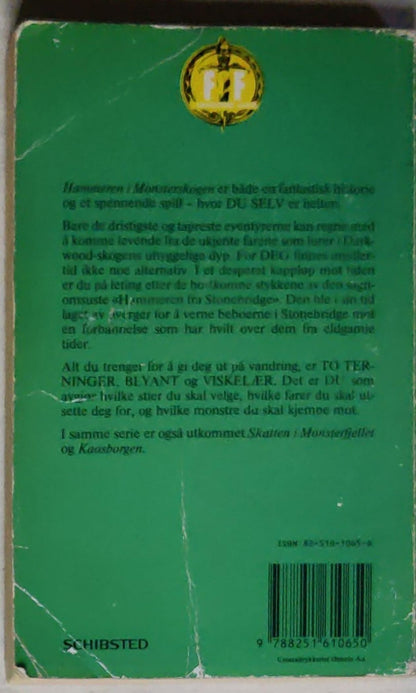 F F
Hammeren i Monsterskogen er både en fantastisk historie
og et spennende spill – hvor DU SELV er helten.
Bare de dristigste og tapreste eventyrerne kan regne med
å komme levende fra de ukjente farene som lurer i Dark-
wood-skogens uhyggelige dyp. For DEG finnes imidler-
tid ikke noe alternativ. I et desperat kappløp mot tiden
er du på leting etter de bortkomne stykkene av den sagn-
omsuste «Hammeren fra Stonebridge». Den ble i sin tid
laget av dverger for å verne beboerne i Stonebridge mot
en forbannelse som har hvilt over dem fra eldgamle
tider.
Alt du trenger for å gi deg ut på vandring, er TO TER-
NINGER, BLYANT og VISKELÆR. Det er DU som
avgjør hvilke stier du skal velge, hvilke farer du skal ut-
sette deg for, og hvilke monstre du skal kjempe mot.
I samme serie er også utkommet Skatten i Monsterfjellet
og Kaosborgen.
ISBN 82-516-1065-0
SCHIBSTED
9 788251 610650